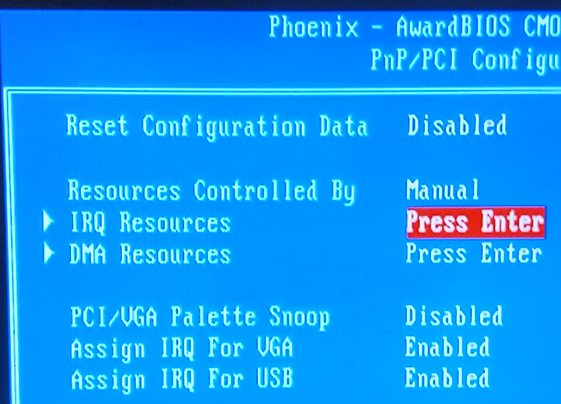 Phoenix - AwardBIOS CMO
PnP/PCI Configu
Reset Configuration Data Disabled
Resources Controlled By Manual
IRQ Resources Press Enter
DMA Resources Press Enter
PCI/VGA Palette Snoop Disabled
Assign IRQ For VGA Enabled
Assign IRQ For USB Enabled